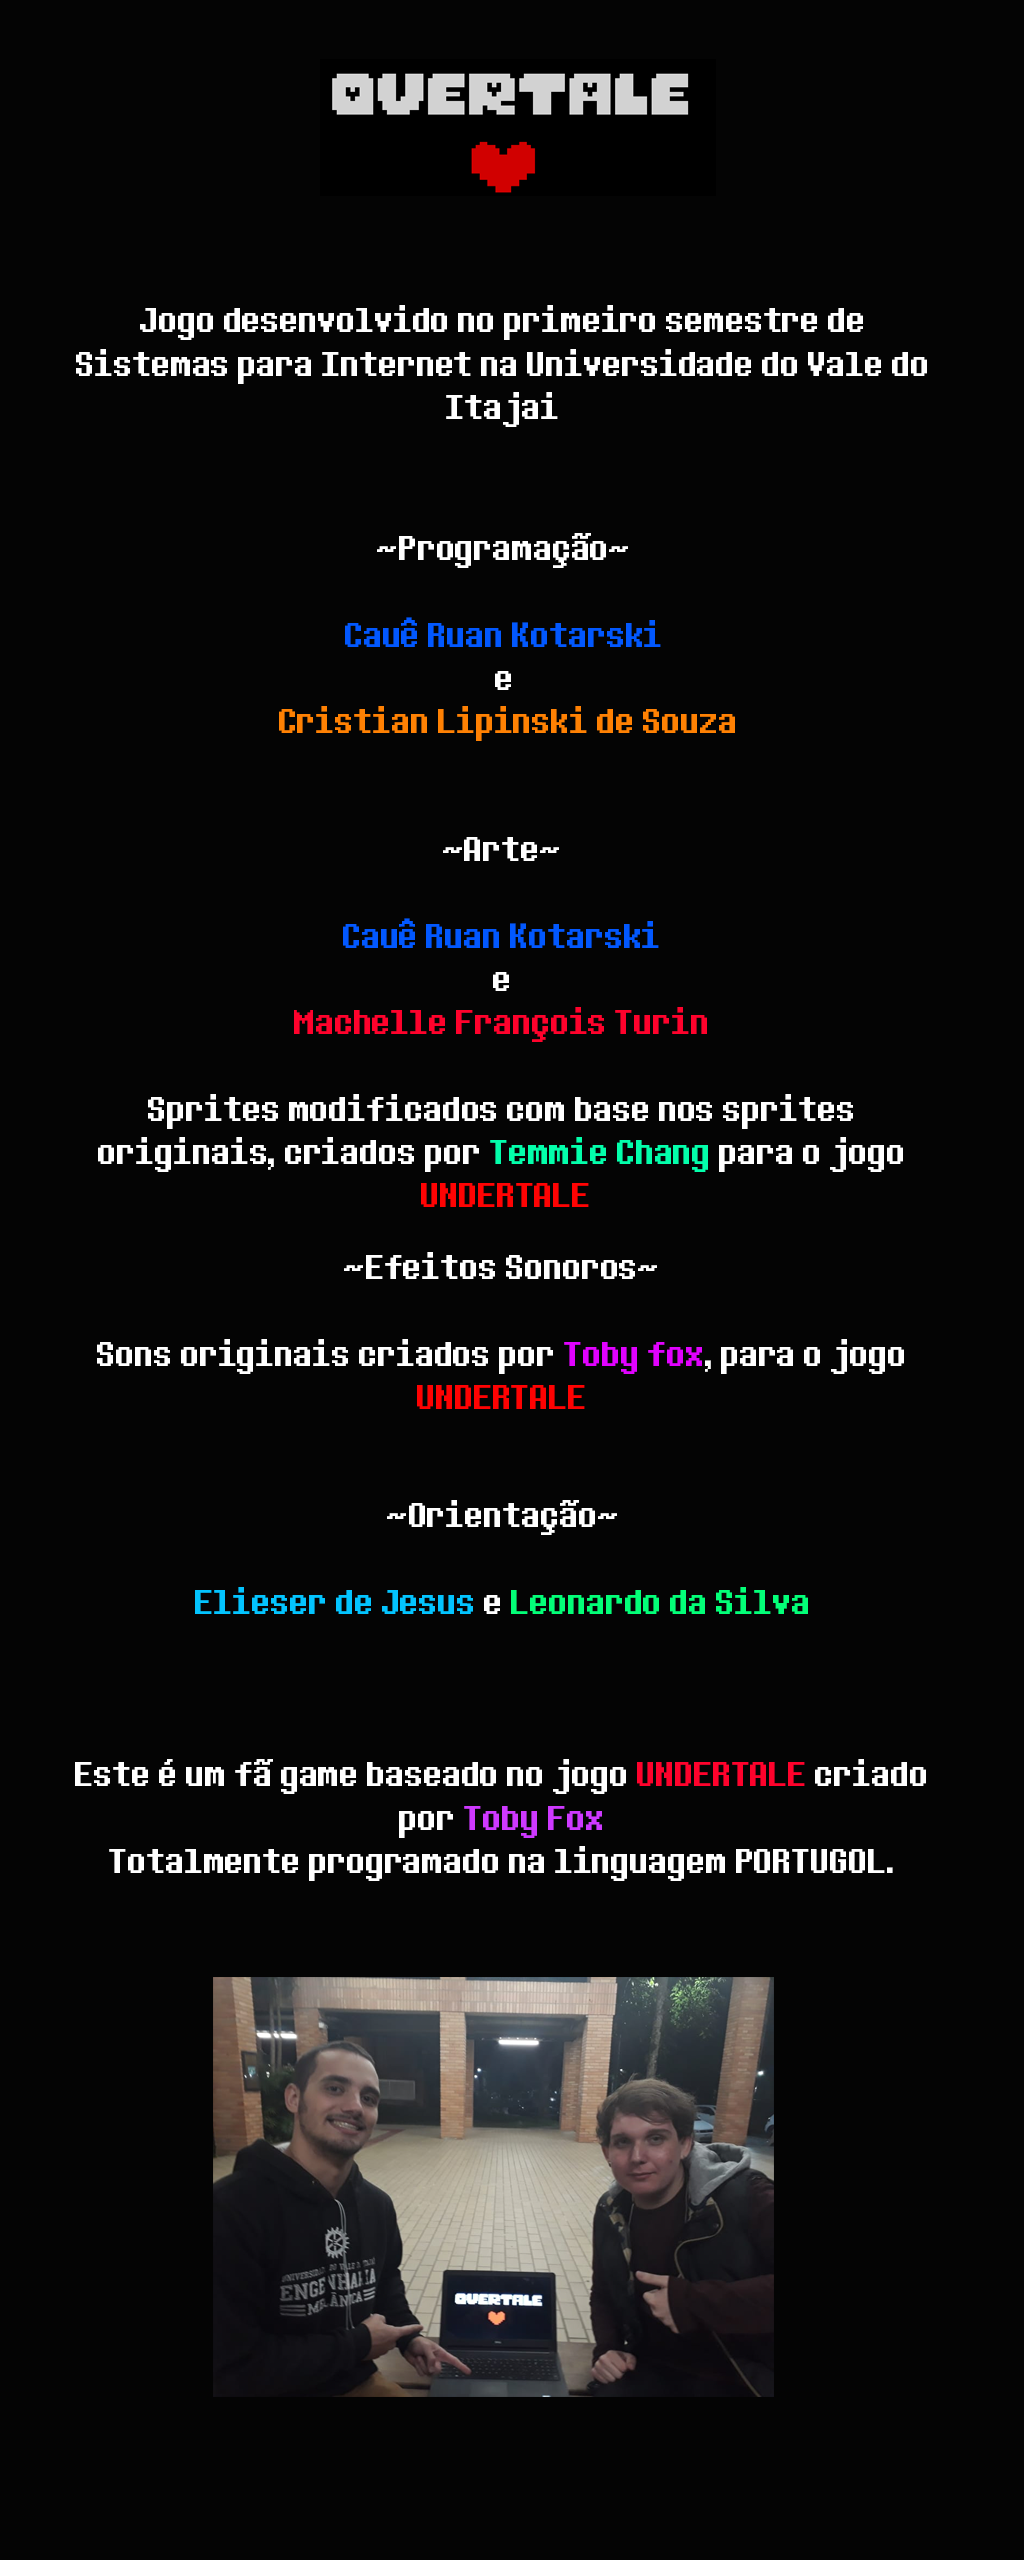 OVERTALE
Jogo desenvolvido no primeiro semestre de
Sistemas para Internet na Universidade do Vale do
Itajai
~Programação~
Cauê Ruan Kotarski
e
Cristian Lipinski de Souza
~Arte~
Cauê Ruan Kotarski
e
Machelle François Turin
Sprites modificados com base nos sprites
originais, criados por Temmie Chang para o jogo
UNDERTALE
~Efeitos Sonoros~
Sons originais criados por Toby fox, para o jogo
UNDERTALE
~Orientação~
Elieser de Jesus e Leonardo da Silva
Este é um fã game baseado no jogo UNDERTALE criado
por Toby Fox
Totalmente programado na linguagem PORTUGOL.
ENGENHARIA
OVERTALE